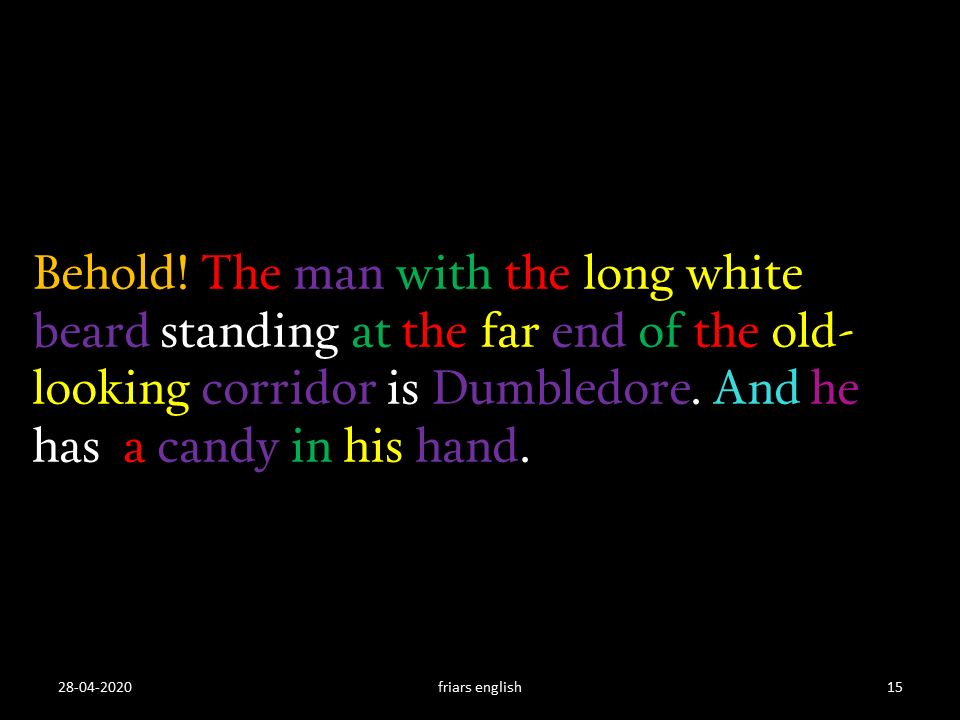 Behold! The man with the long white
beard standing at the far end of the old-
looking corridor is Dumbledore. And he
has  a candy in his hand.
28-04-2020
friars english
15